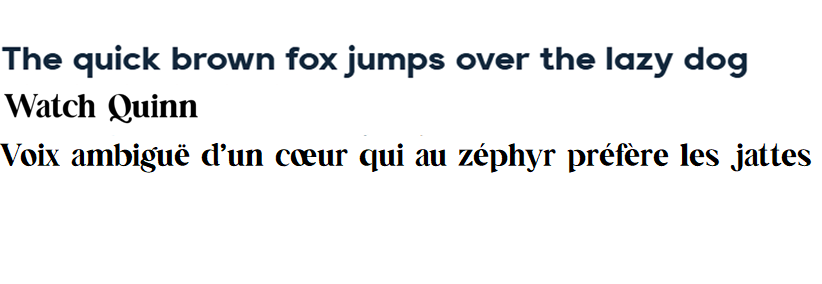 The quick brown fox jumps over the lazy dog
Watch Quinn
Voix ambiguë d’un cœur qui au zéphyr préfère les jattes